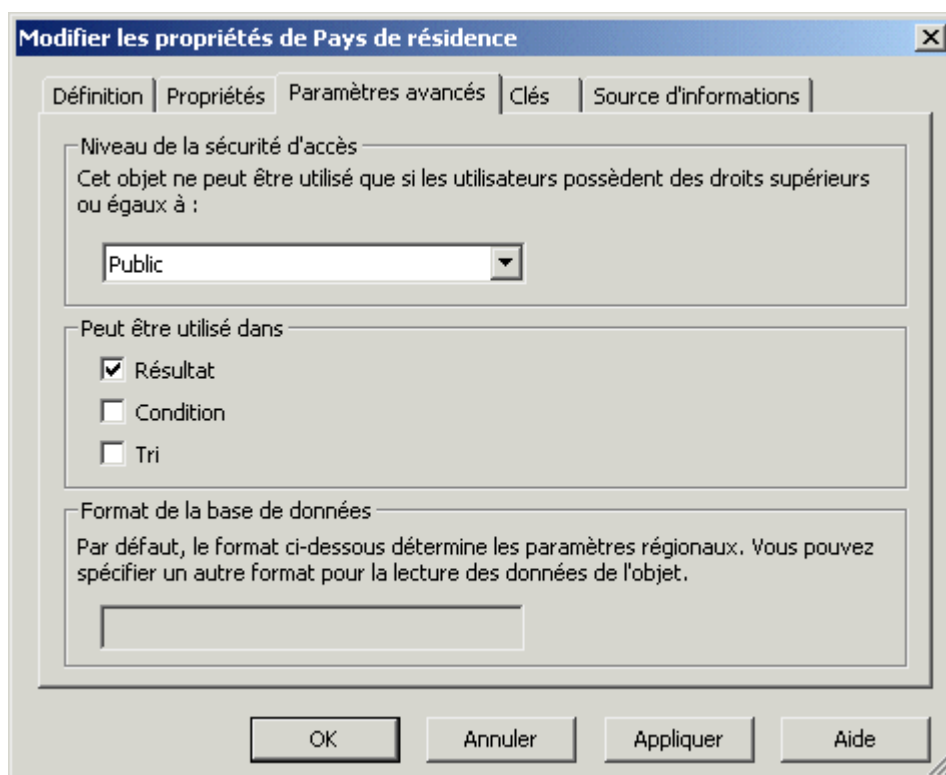 Modifier les propriétés de Pays de résidence
Définition
Propriétés
Paramètres avancés
Clés
Source d'informations
Niveau de la sécurité d'accès
Cet objet ne peut être utilisé que si les utilisateurs possèdent des droits supérieurs
ou égaux à :
Public
Peut être utilisé dans
Résultat
Condition
Tri
Format de la base de données
Par défaut, le format ci-dessous détermine les paramètres régionaux. Vous pouvez
spécifier un autre format pour la lecture des données de l'objet.
OK
Annuler
Appliquer
Aide